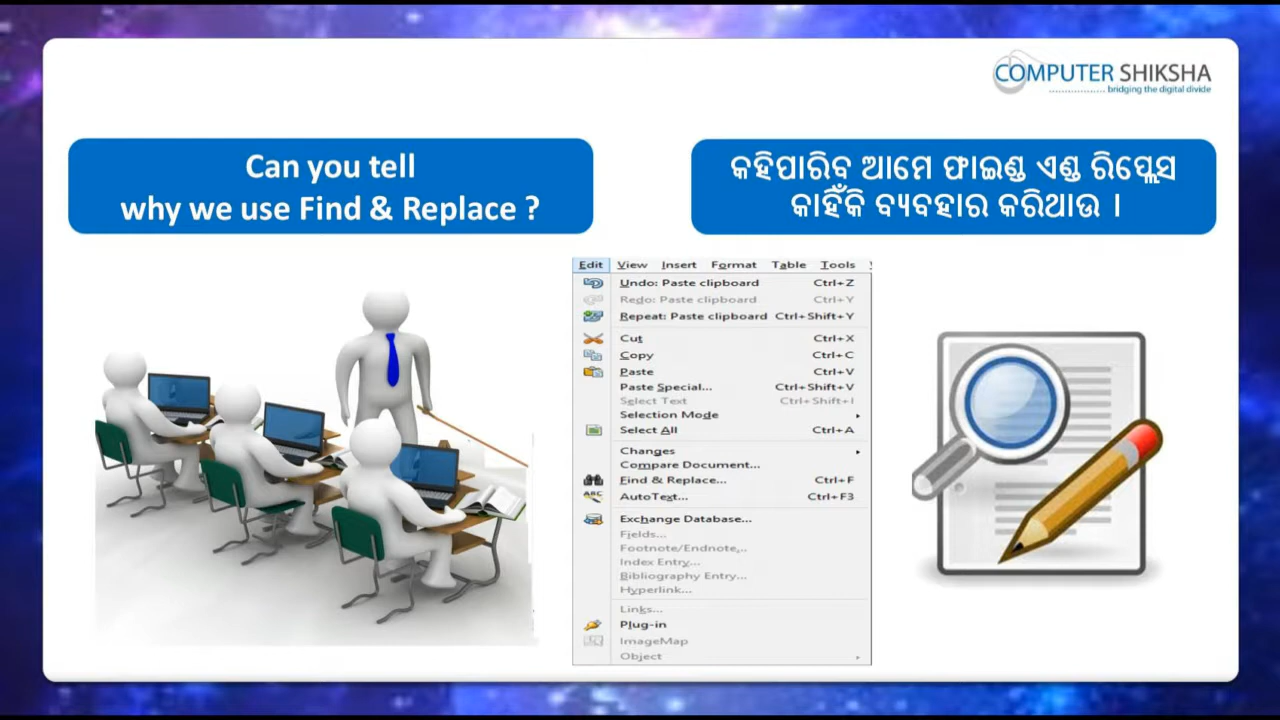 COMPUTER SHIKSHA
bridging the digital divide
Can you tell
why we use Find & Replace ?
କହିପାରିବ ଆମେ ଫାଇଣ୍ଡ ଏଣ୍ଡ ରିପ୍ଲେସ
କାହିଁକି ବ୍ୟବହାର କରିଥାଉ ।
Edit View Insert Format Table Tools
Undo: Paste clipboard Ctrl+Z
Redo: Paste clipboard Ctrl+Y
Repeat: Paste clipboard Ctrl+Shift+Y
Cut Ctrl+X
Copy Ctrl+C
Paste Ctrl+V
Paste Special... Ctrl+Shift+V
Select Text Ctrl+Shift+I
Selection Mode
Select All Ctrl+A
Changes
Compare Document...
Find & Replace... Ctrl+F
ABC AutoText... Ctrl+F3
Exchange Database...
Fields...
Footnote/Endnote...
Index Entry...
Bibliography Entry...
Hyperlink...
Links...
Plug-in
ImageMap
Object